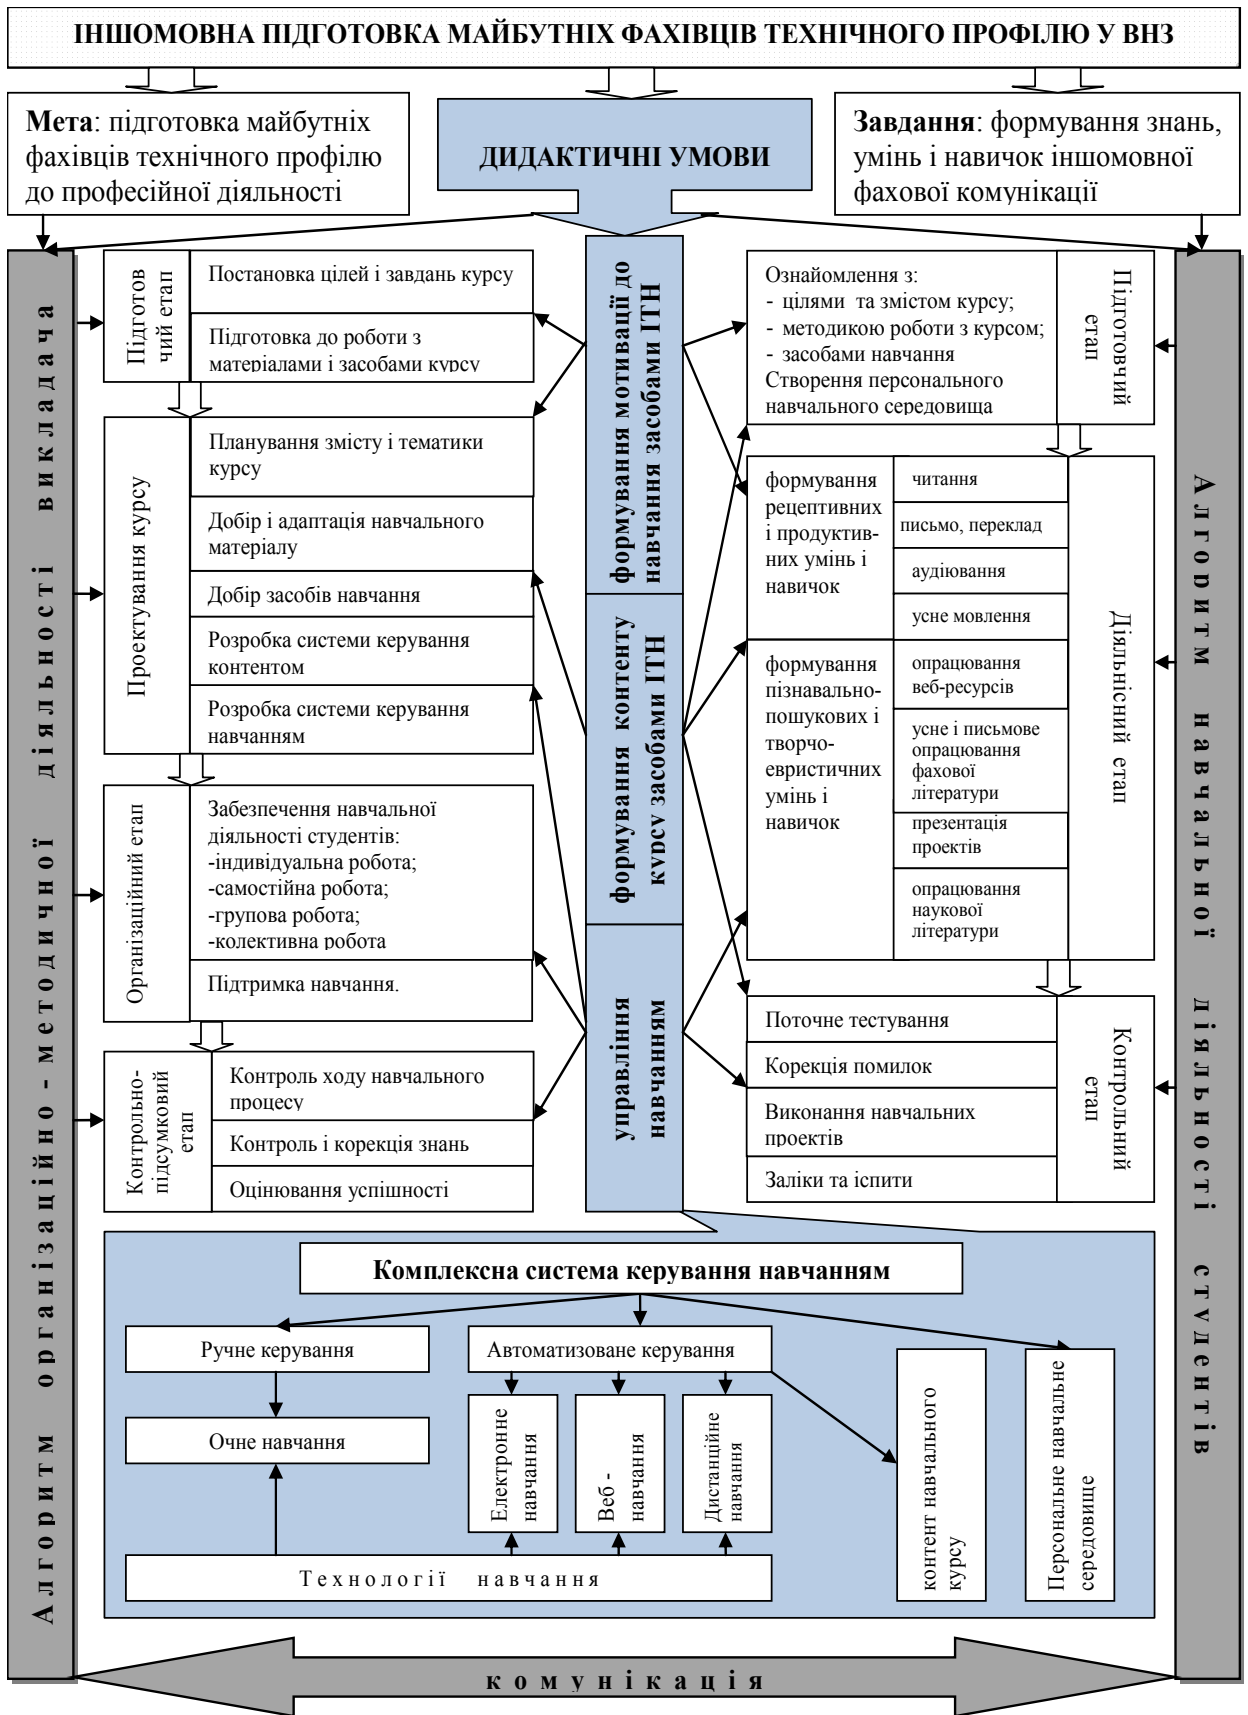 ІНШОМОВНА ПІДГОТОВКА МАЙБУТНІХ ФАХІВЦІВ ТЕХНІЧНОГО ПРОФІЛЮ У ВНЗ
Мета: підготовка майбутніх
фахівців технічного профілю
до професійної діяльності
ДИДАКТИЧНІ УМОВИ
Завдання: формування знань,
умінь і навичок іншомовної
фахової комунікації
Алгоритм організаційно-методичної діяльності викладача
Підготов
чий етап
Постановка цілей і завдань курсу
Підготовка до роботи з
матеріалами і засобами курсу
Проектування курсу
Планування змісту і тематики
курсу
Добір і адаптація навчального
матеріалу
Добір засобів навчання
Розробка системи керування
контентом
Розробка системи керування
навчанням
Організаційний етап
Забезпечення навчальної
діяльності студентів:
-індивідуальна робота;
-самостійна робота;
-групова робота;
-колективна робота
Підтримка навчання.
Контрольно-
підсумковий
етап
Контроль ходу навчального
процесу
Контроль і корекція знань
Оцінювання успішності
формування мотивації до
навчання засобами ІТН
формування контенту
курсу засобами ІТН
управління
навчанням
Ознайомлення з:
- цілями та змістом курсу;
- методикою роботи з курсом;
- засобами навчання
Створення персонального
навчального середовища
Підготовчий
етап
формування
рецептивних
і продуктив-
них умінь і
навичок
читання
письмо, переклад
аудіювання
усне мовлення
формування
пізнавально-
пошукових і
творчо-
евристичних
умінь і
навичок
опрацювання
веб-ресурсів
усне і письмове
опрацювання
фахової
літератури
презентація
проектів
опрацювання
наукової
літератури
Діяльнісний етап
Поточне тестування
Корекція помилок
Виконання навчальних
проектів
Заліки та іспити
Контрольний
етап
Алгоритм навчальної діяльності студентів
Комплексна система керування навчанням
Ручне керування
Автоматизоване керування
Очне навчання
Електронне
навчання
Веб -
навчання
Дистанційне
навчання
контент навчального
курсу
Персональне навчальне
середовище
Технології навчання
комунікація